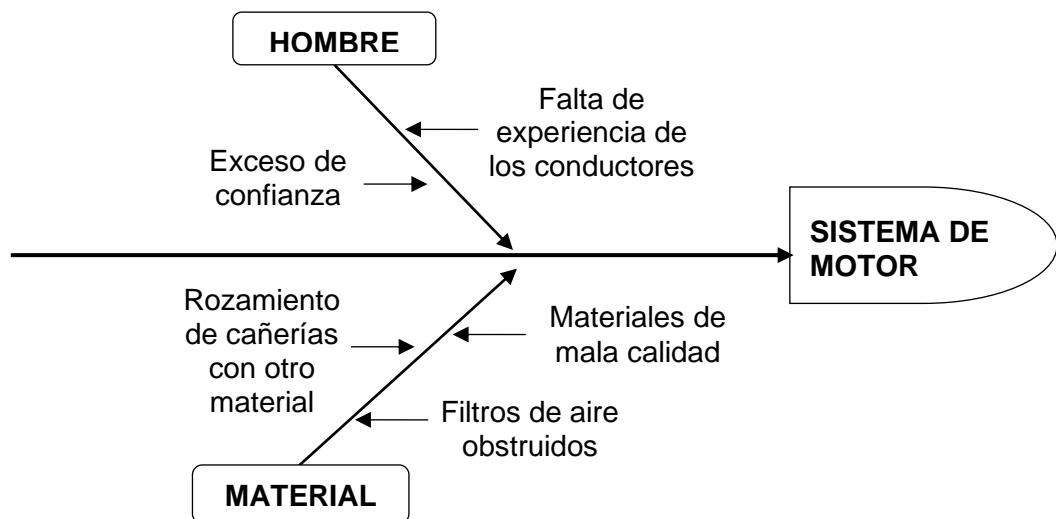 HOMBRE
Falta de
experiencia de
los conductores
Exceso de
confianza
SISTEMA DE
MOTOR
Rozamiento
de cañerías
con otro
material
Materiales de
mala calidad
Filtros de aire
obstruidos
MATERIAL